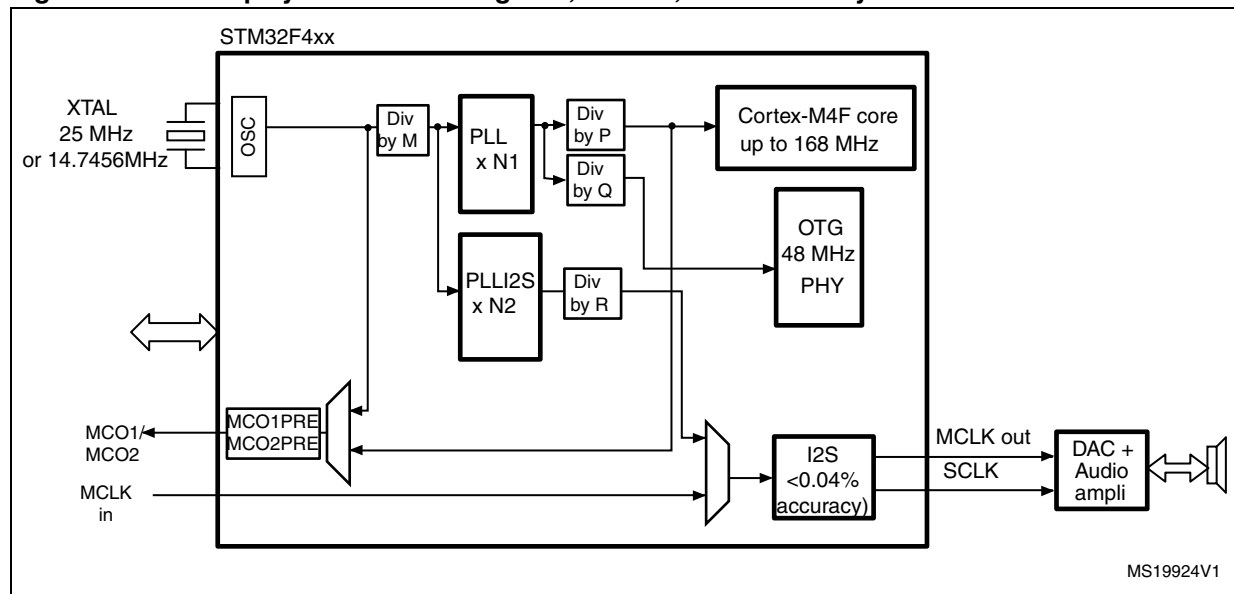 STM32F4xx
XTAL
25 MHz
or 14.7456MHz
OSC
Div
by M
PLL
x N1
Div
by P
Div
by Q
Cortex-M4F core
up to 168 MHz
OTG
48 MHz
PHY
PLLI2S
x N2
Div
by R
MCO1PRE
MCO2PRE
MCO1/
MCO2
MCLK
in
I2S
<0.04%
accuracy)
MCLK out
SCLK
DAC +
Audio
ampli
MS19924V1